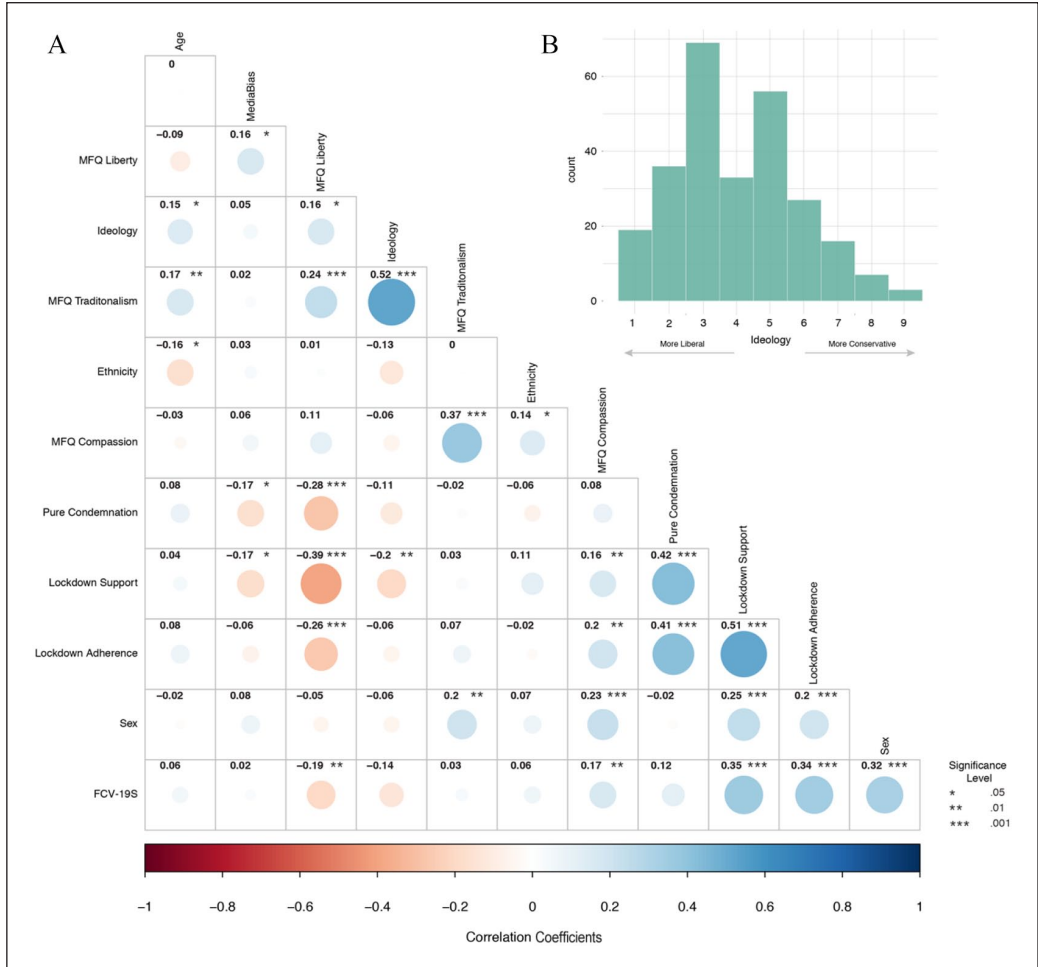 A
B
Age
0
MediaBias
MFQ Liberty
−0.09
0.16 *
MFQ Liberty
Ideology
0.15 *
0.05
0.16 *
Ideology
MFQ Traditonalism
0.17 **
0.02
0.24 ***
0.52 ***
MFQ Traditonalism
Ethnicity
−0.16 *
0.03
0.01
−0.13
0
Ethnicity
MFQ Compassion
−0.03
0.06
0.11
−0.06
0.37 ***
0.14 *
MFQ Compassion
Pure Condemnation
0.08
−0.17 *
−0.28 ***
−0.11
−0.02
−0.06
0.08
Pure Condemnation
Lockdown Support
0.04
−0.17 *
−0.39 ***
−0.2 **
0.03
0.11
0.16 **
0.42 ***
Lockdown Support
Lockdown Adherence
0.08
−0.06
−0.26 ***
−0.06
0.07
−0.02
0.2 **
0.41 ***
0.51 ***
Lockdown Adherence
Sex
−0.02
0.08
−0.05
−0.06
0.2 **
0.07
0.23 ***
−0.02
0.25 ***
0.2 ***
Sex
FCV-19S
0.06
0.02
−0.19 **
−0.14
0.03
0.06
0.17 **
0.12
0.35 ***
0.34 ***
0.32 ***
Significance
Level
* .05
** .01
*** .001
−1 −0.8 −0.6 −0.4 −0.2 0 0.2 0.4 0.6 0.8 1
Correlation Coefficients
60
40
20
0
count
1 2 3 4 5 6 7 8 9
More Liberal
Ideology
More Conservative